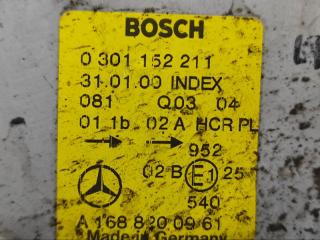 BOSCH
0 301 152 211
31.01.00 INDEX
081 Q03 04
01.1b 02A HCR PL
952
02 B E1 25
540
A 168 820 09 61
Made in Germany